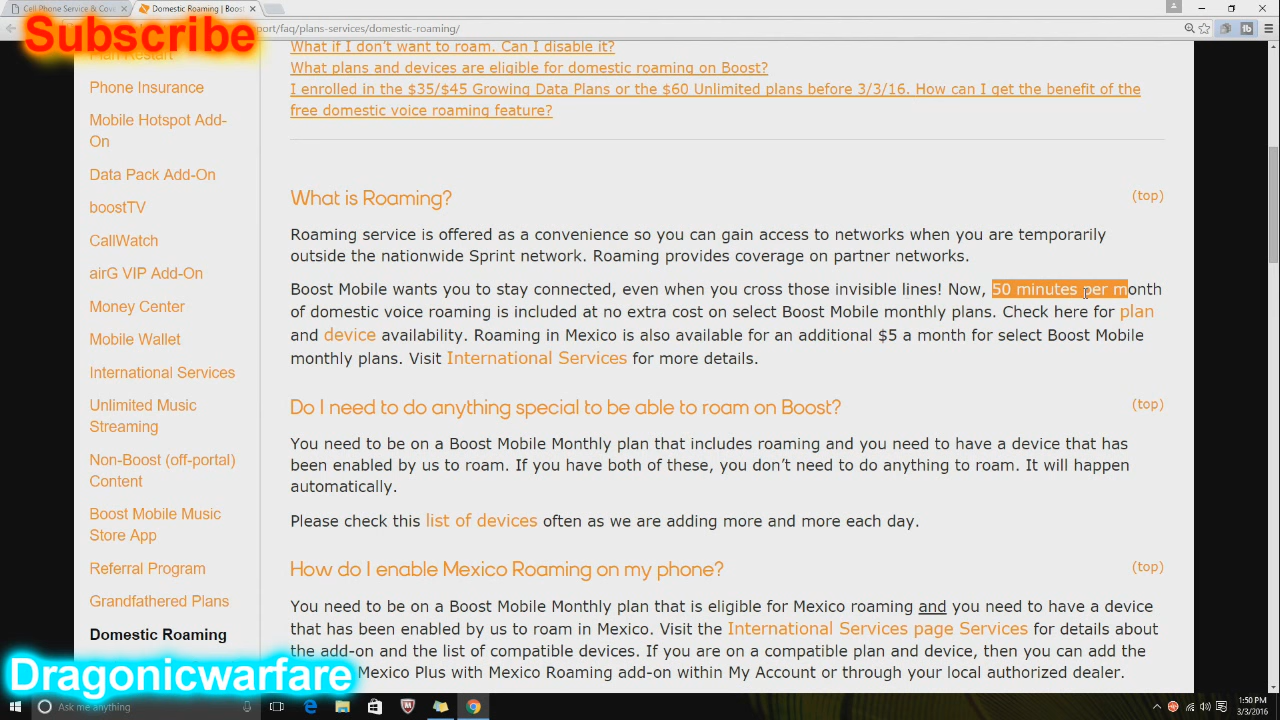 Cell Phone Service & Cov
Domestic Roaming | Boos
Subscribe
ort/faq/plans-services/domestic-roaming/
Plan Restart
Phone Insurance
Mobile Hotspot Add-
On
Data Pack Add-On
boostTV
CallWatch
airG VIP Add-On
Money Center
Mobile Wallet
International Services
Unlimited Music
Streaming
Non-Boost (off-portal)
Content
Boost Mobile Music
Store App
Referral Program
Grandfathered Plans
Domestic Roaming
What if I don't want to roam. Can I disable it?
What plans and devices are eligible for domestic roaming on Boost?
I enrolled in the $35/$45 Growing Data Plans or the $60 Unlimited plans before 3/3/16. How can I get the benefit of the
free domestic voice roaming feature?
What is Roaming?
(top)
Roaming service is offered as a convenience so you can gain access to networks when you are temporarily
outside the nationwide Sprint network. Roaming provides coverage on partner networks.
Boost Mobile wants you to stay connected, even when you cross those invisible lines! Now, 50 minutes per month
of domestic voice roaming is included at no extra cost on select Boost Mobile monthly plans. Check here for plan
and device availability. Roaming in Mexico is also available for an additional $5 a month for select Boost Mobile
monthly plans. Visit International Services for more details.
Do I need to do anything special to be able to roam on Boost?
(top)
You need to be on a Boost Mobile Monthly plan that includes roaming and you need to have a device that has
been enabled by us to roam. If you have both of these, you don't need to do anything to roam. It will happen
automatically.
Please check this list of devices often as we are adding more and more each day.
How do I enable Mexico Roaming on my phone?
(top)
You need to be on a Boost Mobile Monthly plan that is eligible for Mexico roaming and you need to have a device
that has been enabled by us to roam in Mexico. Visit the International Services page Services for details about
the add-on and the list of compatible devices. If you are on a compatible plan and device, then you can add the
Mexico Plus with Mexico Roaming add-on within My Account or through your local authorized dealer.
Dragonicwarfare
Ask me anything
1:50 PM
3/3/2016